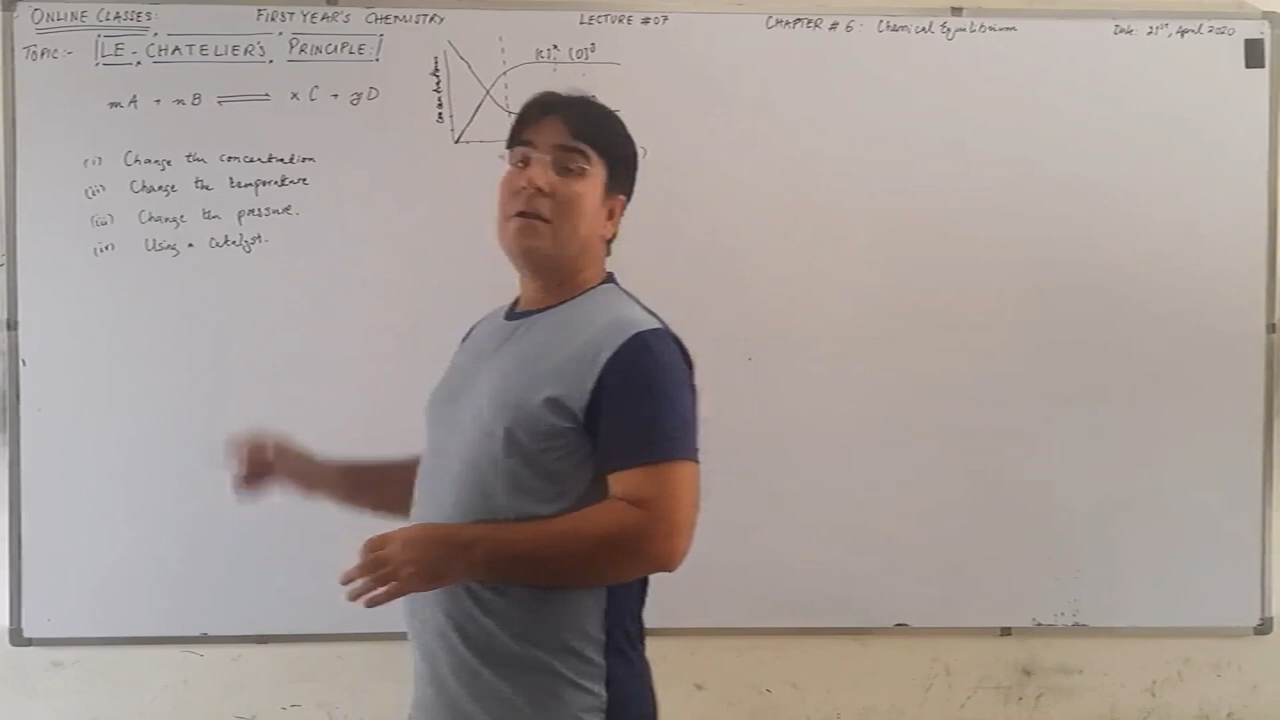 ONLINE CLASSES: FIRST YEAR'S CHEMISTRY LECTURE #07 CHAPTER # 6: Chemical Equilibrium Date: 21st, April 2020
TOPIC:- LE-CHATELIER'S PRINCIPLE:
mA + nB ⇌ xC + yD
(i) Change the concentration
(ii) Change the temperature
(iii) Change the pressure.
(iv) Using a catalyst.
concentrations
[C]x [D]y